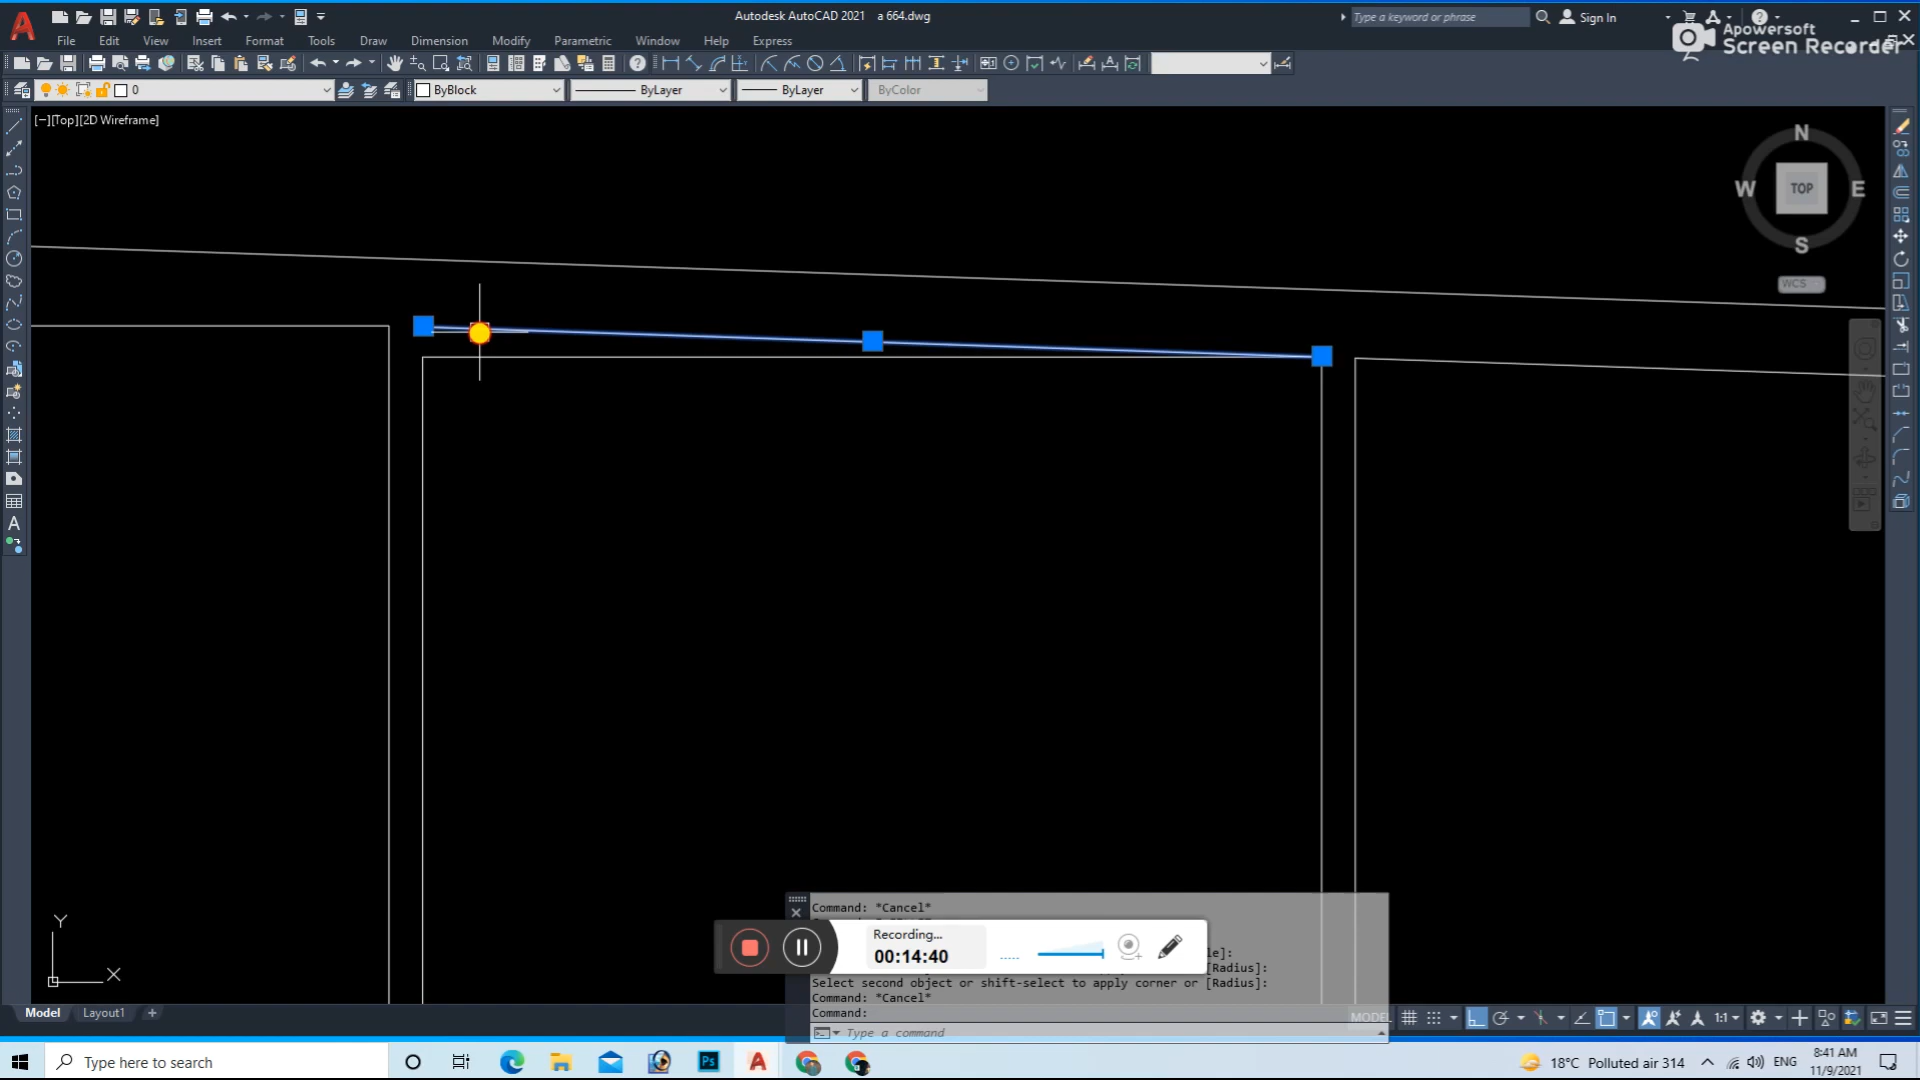 Autodesk AutoCAD 2021 a 664.dwg
Type a keyword or phrase
Sign In
File Edit View Insert Format Tools Draw Dimension Modify Parametric Window Help Express
Apowersoft
Screen Recorder
0
ByBlock
ByLayer
ByLayer
ByColor
[−][Top][2D Wireframe]
N
W TOP E
S
WCS
A
Y
X
Command: *Cancel*
Recording...
00:14:40
le]:
[Radius]:
Select second object or shift-select to apply corner or [Radius]:
Command: *Cancel*
Command:
Type a command
Model Layout1
MODEL
1:1
Type here to search
Ps
18°C Polluted air 314
ENG
8:41 AM
11/9/2021